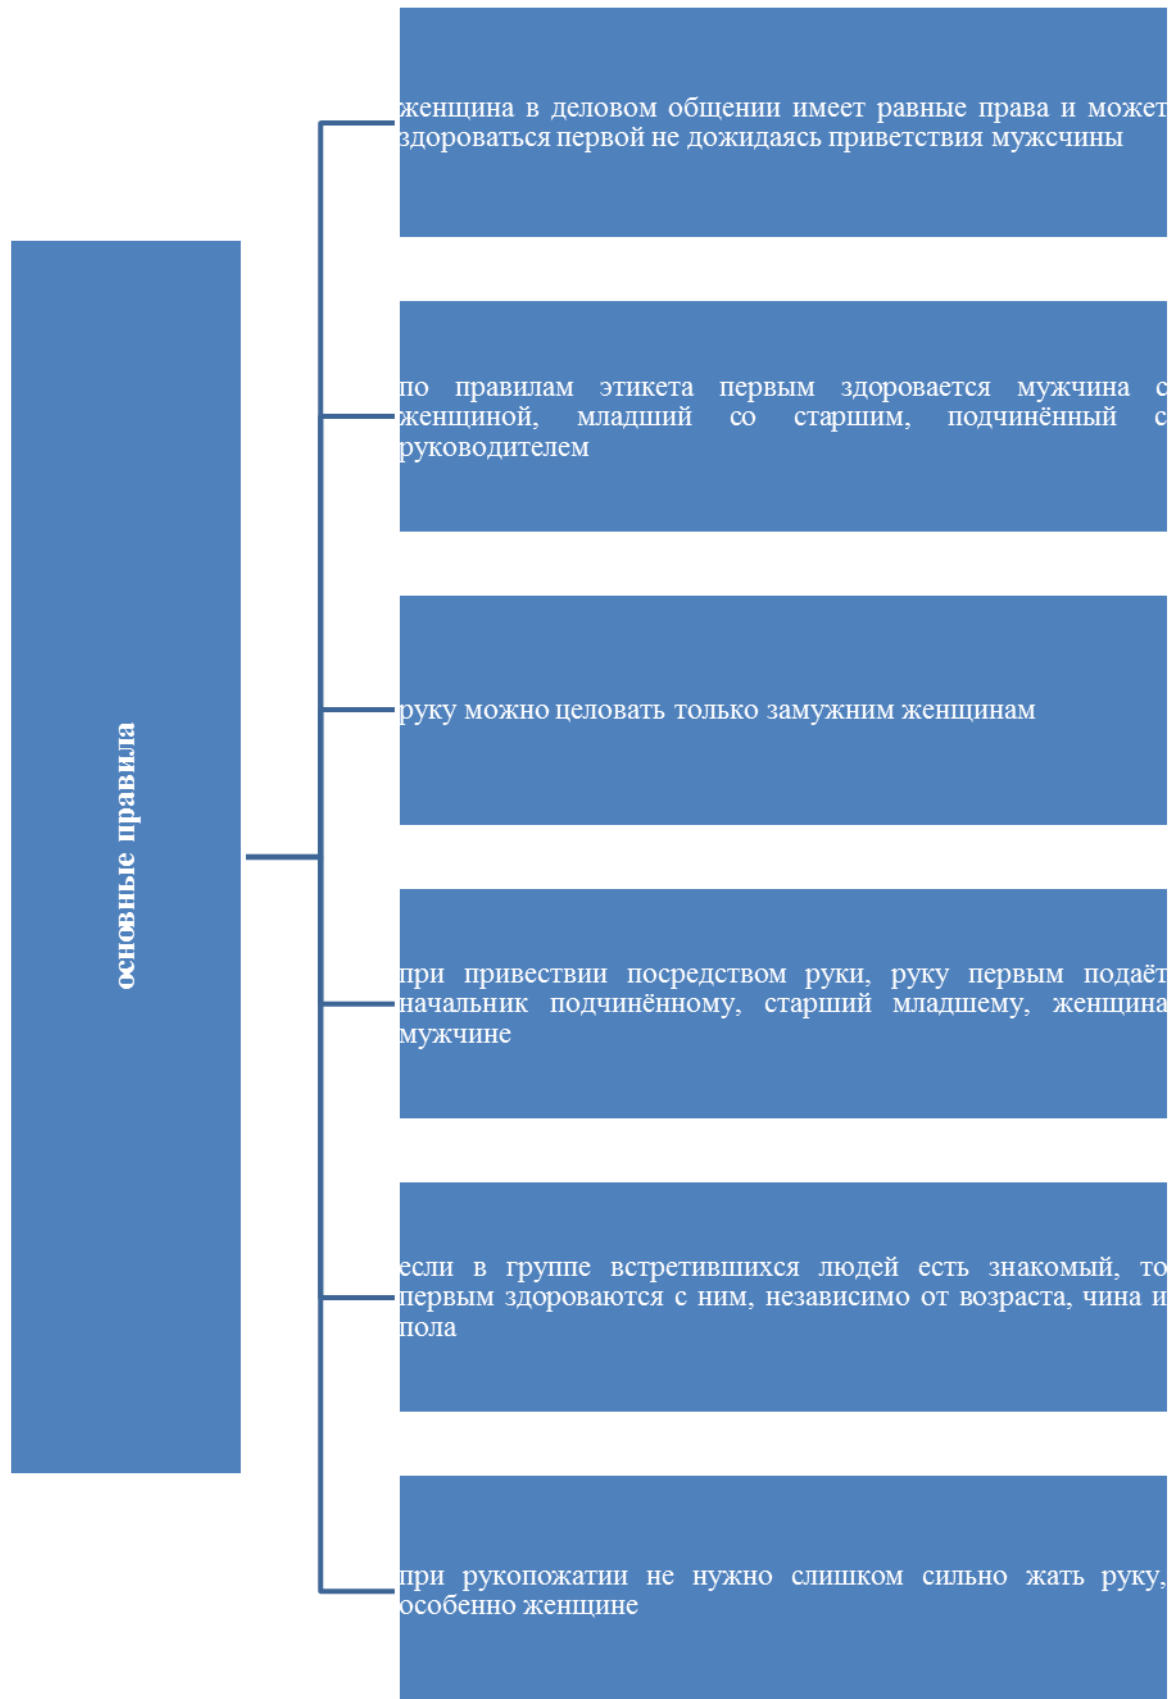 основные правила
женщина в деловом общении имеет равные права и может
здороваться первой не дожидаясь приветствия мужсчины
по правилам этикета первым здоровается мужчина с
женщиной, младший со старшим, подчинённый с
руководителем
руку можно целовать только замужним женщинам
при привествии посредством руки, руку первым подаёт
начальник подчинённому, старший младшему, женщина
мужчине
если в группе встретившихся людей есть знакомый, то
первым здороваются с ним, независимо от возраста, чина и
пола
при рукопожатии не нужно слишком сильно жать руку,
особенно женщине